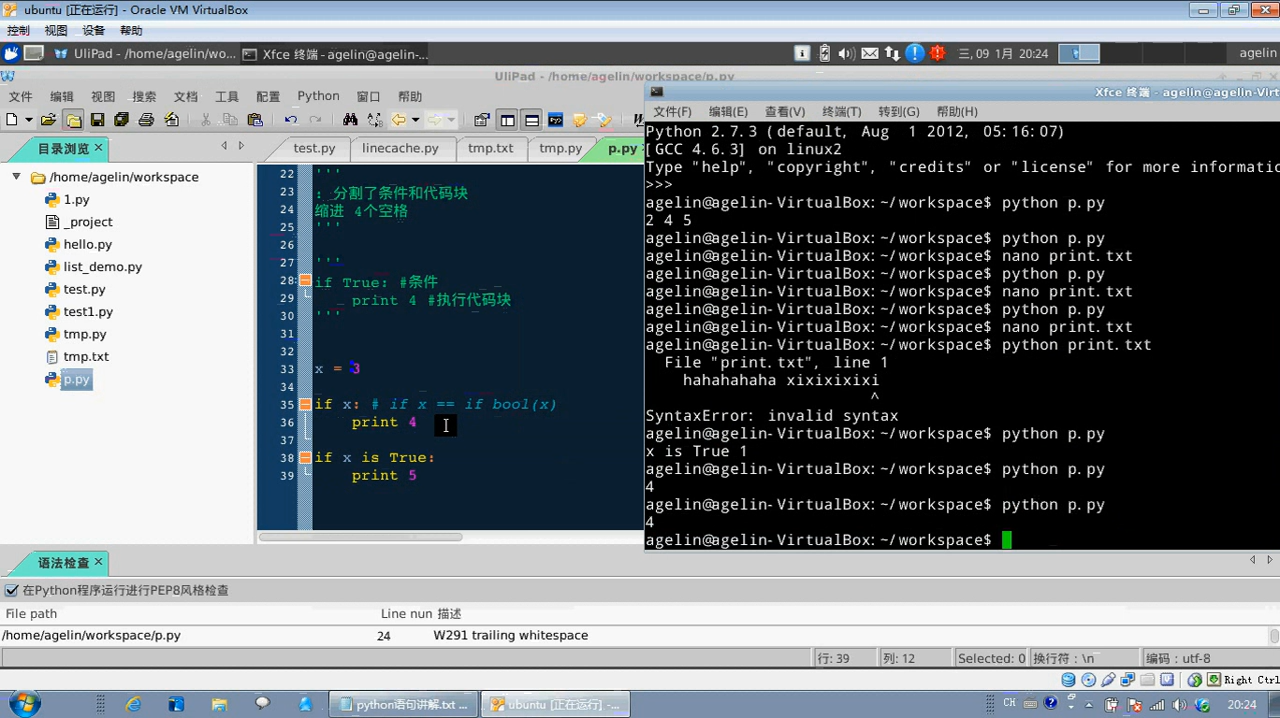 ubuntu [正在运行] - Oracle VM VirtualBox
控制 视图 设备 帮助
UliPad - /home/agelin/wo...
Xfce 终端 - agelin@agelin-...
三, 09 1月 20:24
agelin
UliPad - /home/agelin/workspace/p.py
文件 编辑 视图 搜索 文档 工具 配置 Python 窗口 帮助
目录浏览
test.py linecache.py tmp.txt tmp.py p.py
/home/agelin/workspace
1.py
_project
hello.py
list_demo.py
test.py
test1.py
tmp.py
tmp.txt
p.py
22 '''
23 : 分割了条件和代码块
24 缩进 4个空格
25 '''
26
27 '''
28 if True: #条件
29 print 4 #执行代码块
30 '''
31
32
33 x = 3
34
35 if x: # if x == if bool(x)
36 print 4
37
38 if x is True:
39 print 5
Xfce 终端 - agelin@agelin-Virt
文件(F) 编辑(E) 查看(V) 终端(T) 转到(G) 帮助(H)
Python 2.7.3 (default, Aug 1 2012, 05:16:07)
[GCC 4.6.3] on linux2
Type "help", "copyright", "credits" or "license" for more informatio
>>>
agelin@agelin-VirtualBox:~/workspace$ python p.py
2 4 5
agelin@agelin-VirtualBox:~/workspace$ python p.py
agelin@agelin-VirtualBox:~/workspace$ nano print.txt
agelin@agelin-VirtualBox:~/workspace$ python p.py
agelin@agelin-VirtualBox:~/workspace$ nano print.txt
agelin@agelin-VirtualBox:~/workspace$ python p.py
agelin@agelin-VirtualBox:~/workspace$ nano print.txt
agelin@agelin-VirtualBox:~/workspace$ python print.txt
File "print.txt", line 1
hahahahaha xixixixixi
^
SyntaxError: invalid syntax
agelin@agelin-VirtualBox:~/workspace$ python p.py
x is True 1
agelin@agelin-VirtualBox:~/workspace$ python p.py
4
agelin@agelin-VirtualBox:~/workspace$ python p.py
4
agelin@agelin-VirtualBox:~/workspace$
语法检查
在Python程序运行进行PEP8风格检查
File path Line nun 描述
/home/agelin/workspace/p.py 24 W291 trailing whitespace
行: 39 列: 12 Selected: 0 换行符：\n 编码：utf-8
Right Ctrl
python语句讲解.txt ...
ubuntu [正在运行] -...
CH
20:24